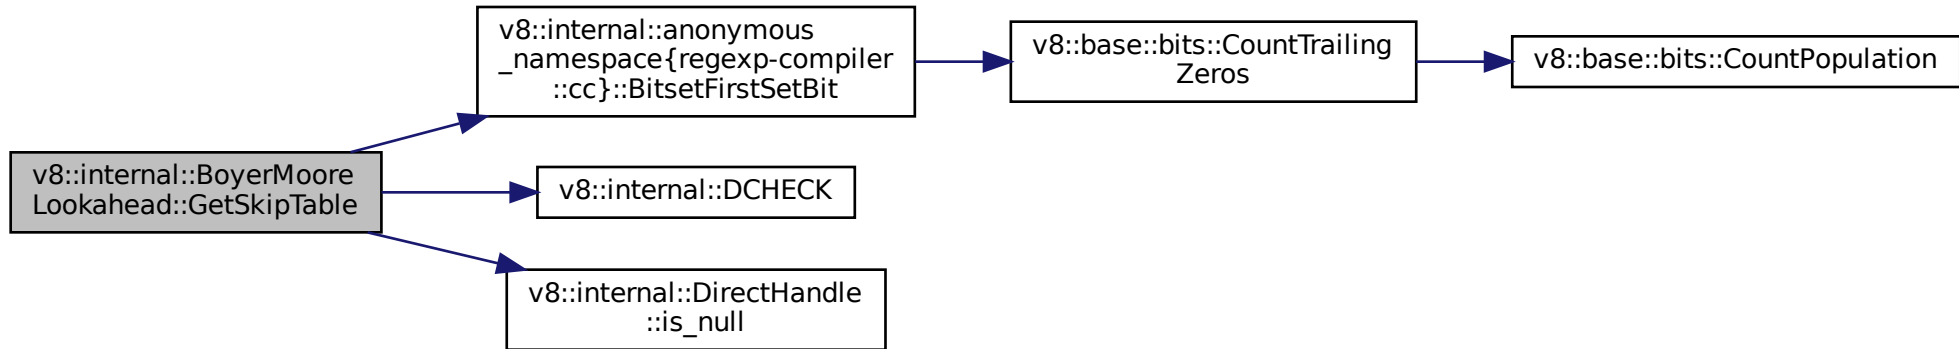 v8::internal::BoyerMoore
Lookahead::GetSkipTable
v8::internal::anonymous
_namespace{regexp-compiler
::cc}::BitsetFirstSetBit
v8::base::bits::CountTrailing
Zeros
v8::base::bits::CountPopulation
v8::internal::DCHECK
v8::internal::DirectHandle
::is_null